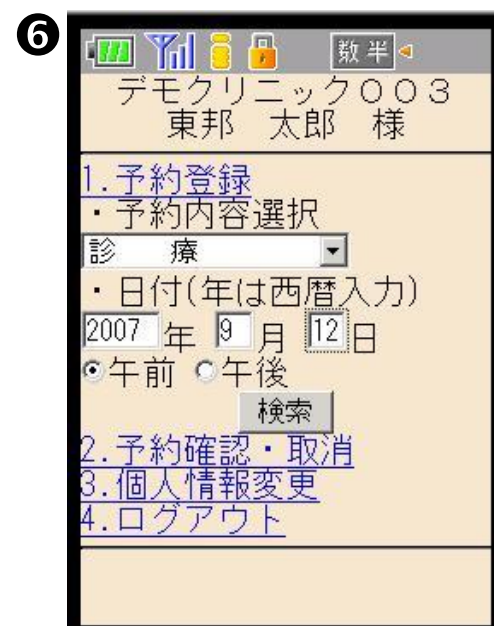 ❻
数半
デモクリニック００３
東邦　太郎　様
1.予約登録
・予約内容選択
診　療
・日付(年は西暦入力)
2007 年 9 月 12 日
午前 午後
検索
2.予約確認・取消
3.個人情報変更
4.ログアウト